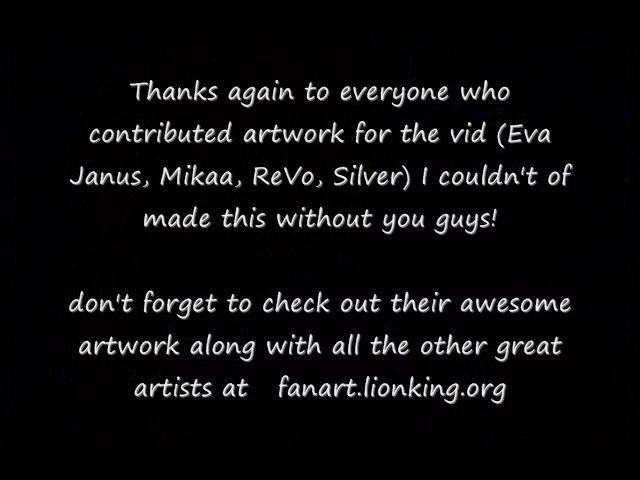 Thanks again to everyone who
contributed artwork for the vid (Eva
Janus, Mikaa, ReVo, Silver) I couldn't of
made this without you guys!
don't forget to check out their awesome
artwork along with all the other great
artists at fanart.lionking.org